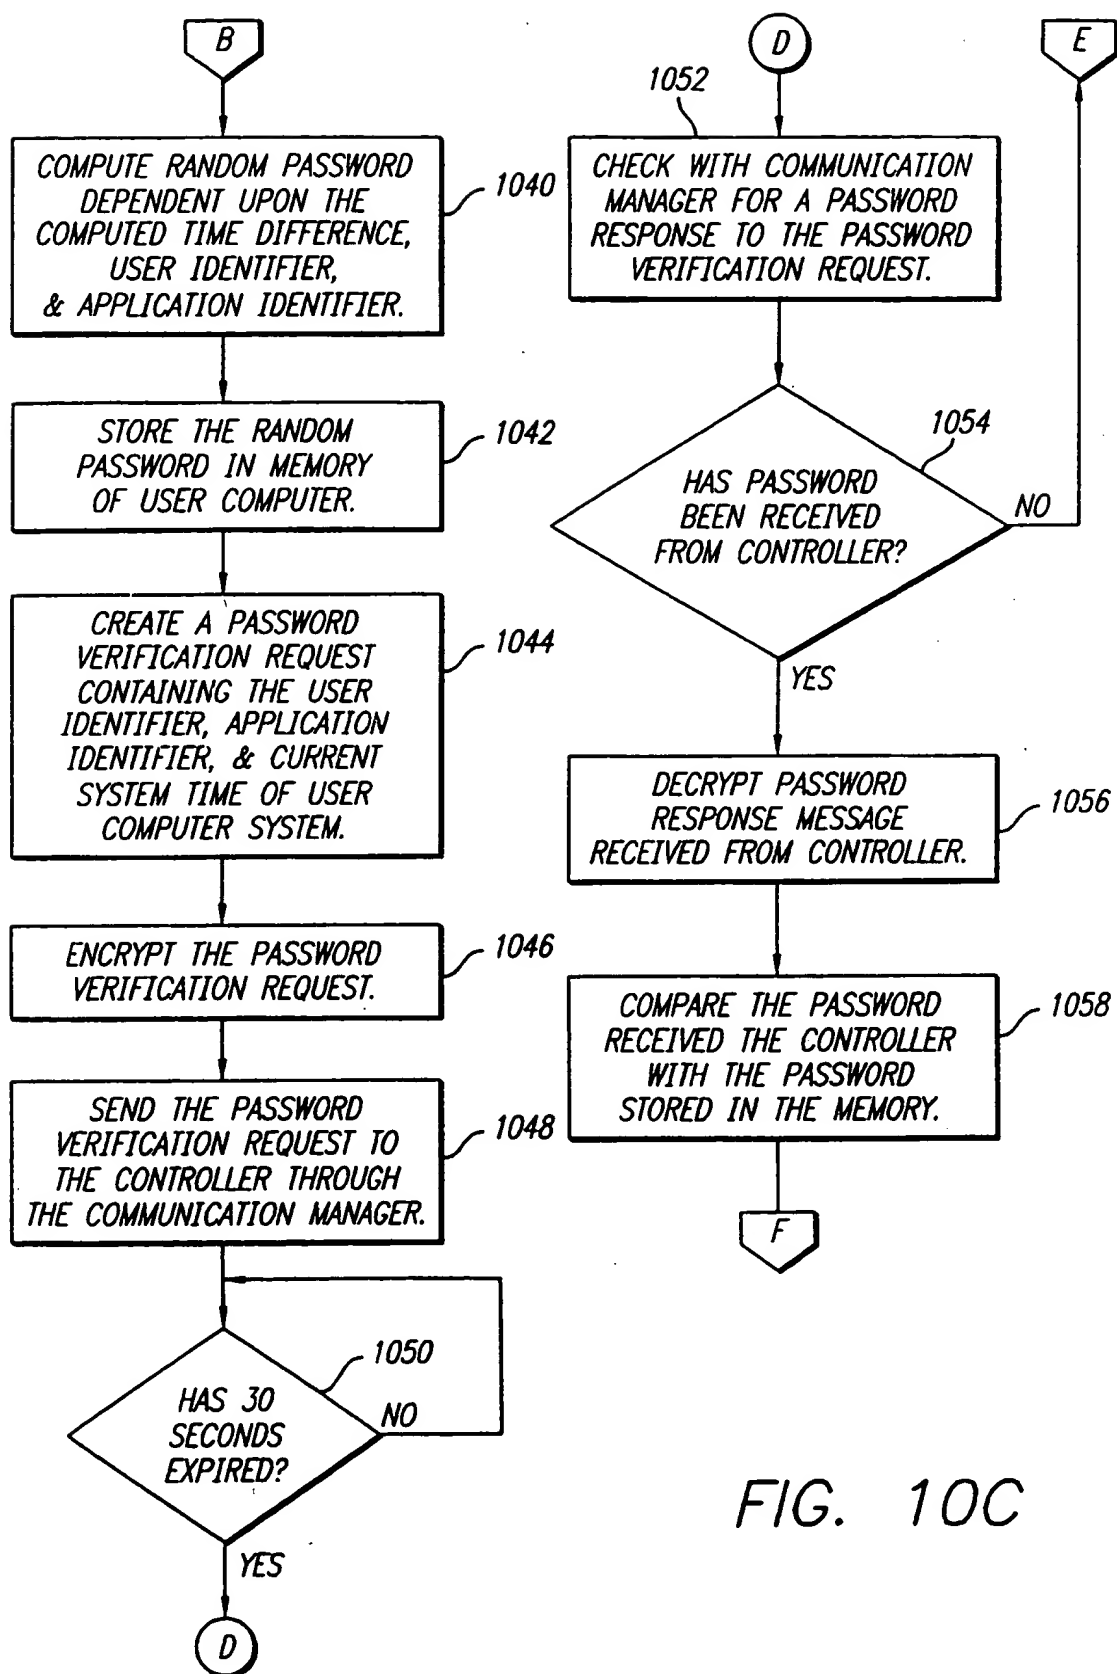 B
COMPUTE RANDOM PASSWORD
DEPENDENT UPON THE
COMPUTED TIME DIFFERENCE,
USER IDENTIFIER,
& APPLICATION IDENTIFIER.
1040
STORE THE RANDOM
PASSWORD IN MEMORY
OF USER COMPUTER.
1042
CREATE A PASSWORD
VERIFICATION REQUEST
CONTAINING THE USER
IDENTIFIER, APPLICATION
IDENTIFIER, & CURRENT
SYSTEM TIME OF USER
COMPUTER SYSTEM.
1044
ENCRYPT THE PASSWORD
VERIFICATION REQUEST.
1046
SEND THE PASSWORD
VERIFICATION REQUEST TO
THE CONTROLLER THROUGH
THE COMMUNICATION MANAGER.
1048
HAS 30
SECONDS
EXPIRED?
1050
NO
YES
D
D
E
1052
CHECK WITH COMMUNICATION
MANAGER FOR A PASSWORD
RESPONSE TO THE PASSWORD
VERIFICATION REQUEST.
1054
HAS PASSWORD
BEEN RECEIVED
FROM CONTROLLER?
NO
YES
DECRYPT PASSWORD
RESPONSE MESSAGE
RECEIVED FROM CONTROLLER.
1056
COMPARE THE PASSWORD
RECEIVED THE CONTROLLER
WITH THE PASSWORD
STORED IN THE MEMORY.
1058
F
FIG. 10C